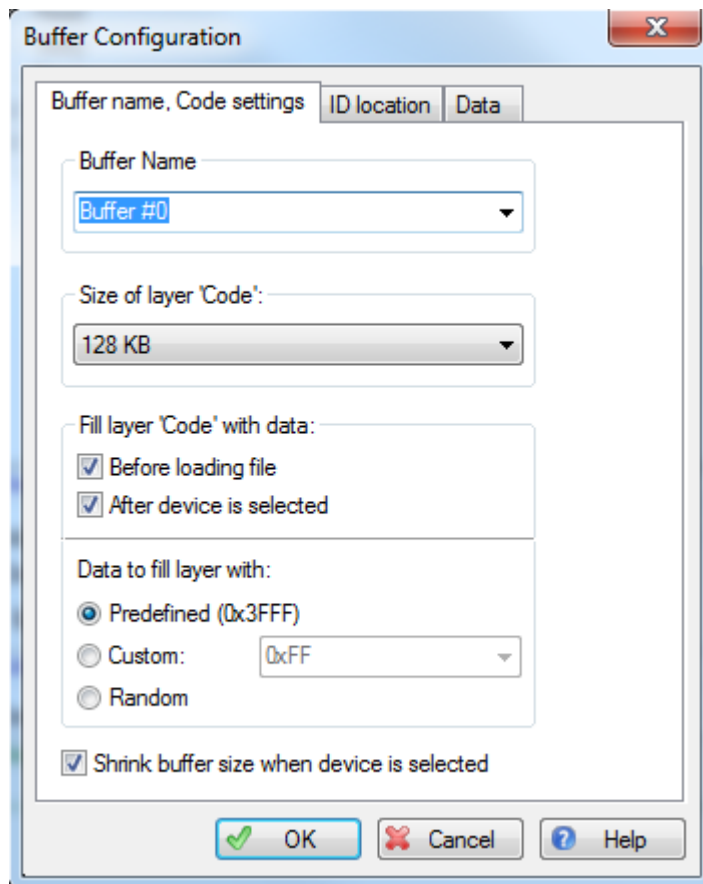 Buffer Configuration
Buffer name, Code settings
ID location
Data
Buffer Name
Buffer #0
Size of layer 'Code':
128 KB
Fill layer 'Code' with data:
Before loading file
After device is selected
Data to fill layer with:
Predefined (0x3FFF)
Custom: 0xFF
Random
Shrink buffer size when device is selected
OK
Cancel
Help